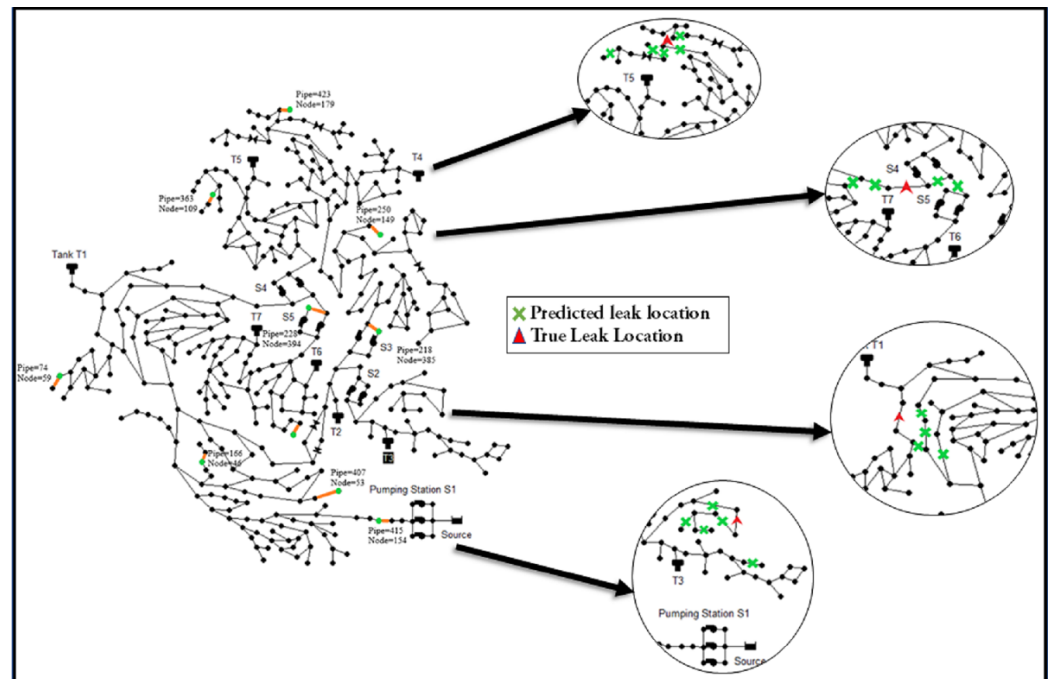 Pipe=423
Node=179
T5
T4
Pipe=363
Node=109
Pipe=250
Node=149
Tank T1
S4
T7
S5
Pipe=228
Node=394
S3
Pipe=218
Node=385
T6
S2
Pipe=74
Node=59
T2
T3
Pipe=166
Node=46
Pipe=407
Node=53
Pumping Station S1
Pipe=415
Node=154
Source
Predicted leak location
True Leak Location
T5
S4
T7
S5
T6
T1
T3
Pumping Station S1
Source